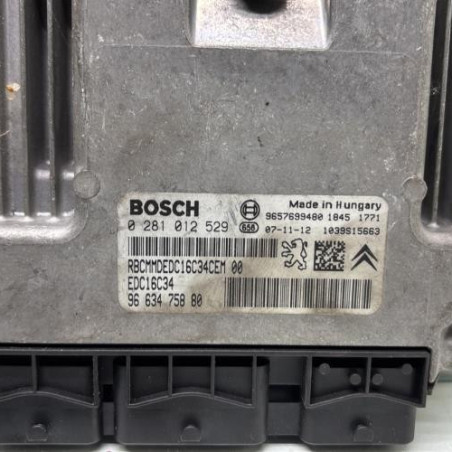 BOSCH
Made in Hungary
9657699480 1845 1771
0 281 012 529 656 07-11-12 1039S15663
RBCMMDEDC16C34CEM 00
EDC16C34
96 634 758 80